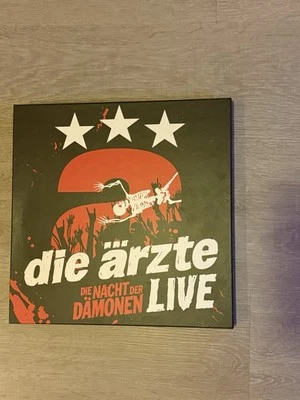 die ärzte
DIE NACHT DER
DÄMONEN LIVE